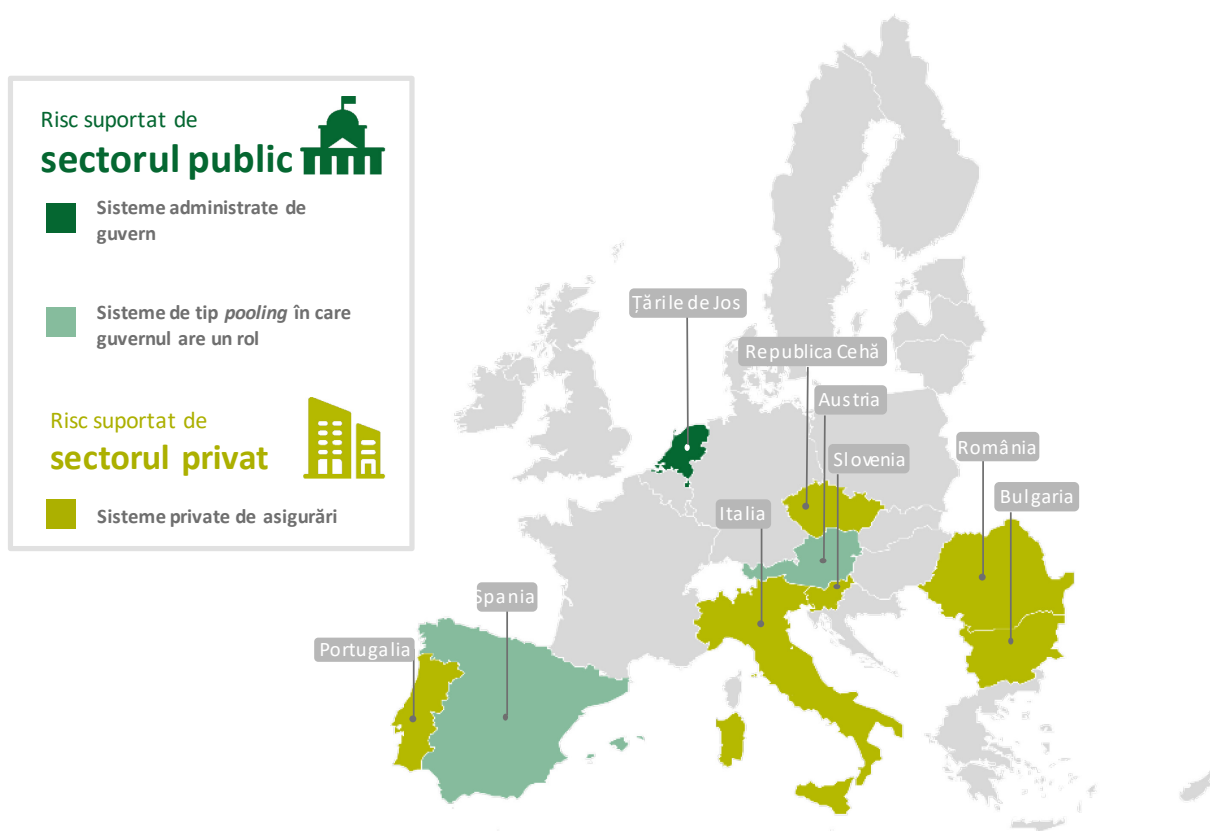 Risc suportat de
sectorul public
Sisteme administrate de
guvern
Sisteme de tip pooling în care
guvernul are un rol
Risc suportat de
sectorul privat
Sisteme private de asigurări
Țările de Jos
Republica Cehă
Austria
Slovenia
România
Bulgaria
Italia
Spania
Portugalia